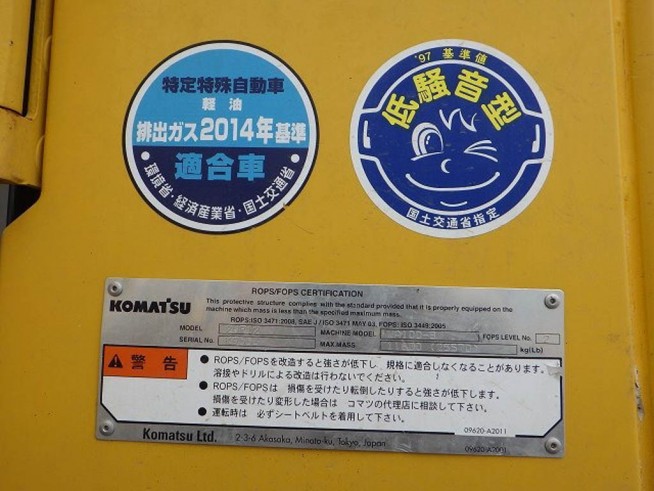 特定特殊自動車
軽油
排出ガス2014年基準
適合車
・環境省・経済産業省・国土交通省・
'97 基準値
低騒音型
国土交通省指定
KOMATSU
ROPS/FOPS CERTIFICATION
This protective structure complies with the standard provided that it is properly equipped on the
machine which mass is less than the specified maximum mass.
ROPS:ISO 3471:2008, SAE J / ISO 3471 MAY 03, FOPS: ISO 3449:2005
MODEL MACHINE MODEL FOPS LEVEL No. 2
SERIAL No. MAX.MASS kg(Lb)
警告
● ROPS/FOPSを改造すると強さが低下し 規格に適合しなくなることがあります。
溶接やドリルによる改造は行わないでください。
● ROPS/FOPSは 損傷を受けたり転倒したりすると強さが低下します。
損傷を受けたり変形した場合は コマツの代理店に相談して下さい。
● 運転時は 必ずシートベルトを着用して下さい。
09620-A2011
Komatsu Ltd. 2-3-6 Akasaka, Minato-ku, Tokyo, Japan
09620-A2001